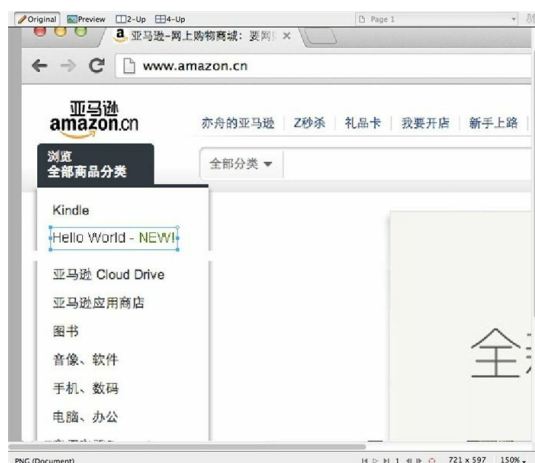 Original Preview 2-Up 4-Up Page 1
亚马逊-网上购物商城：要网
www.amazon.cn
亚马逊
amazon.cn
亦舟的亚马逊 Z秒杀 礼品卡 我要开店 新手上路
浏览
全部商品分类
全部分类
Kindle
Hello World - NEW!
亚马逊 Cloud Drive
亚马逊应用商店
图书
音像、软件
手机、数码
电脑、办公
全
PNG (Document) 1 721 x 597 150%